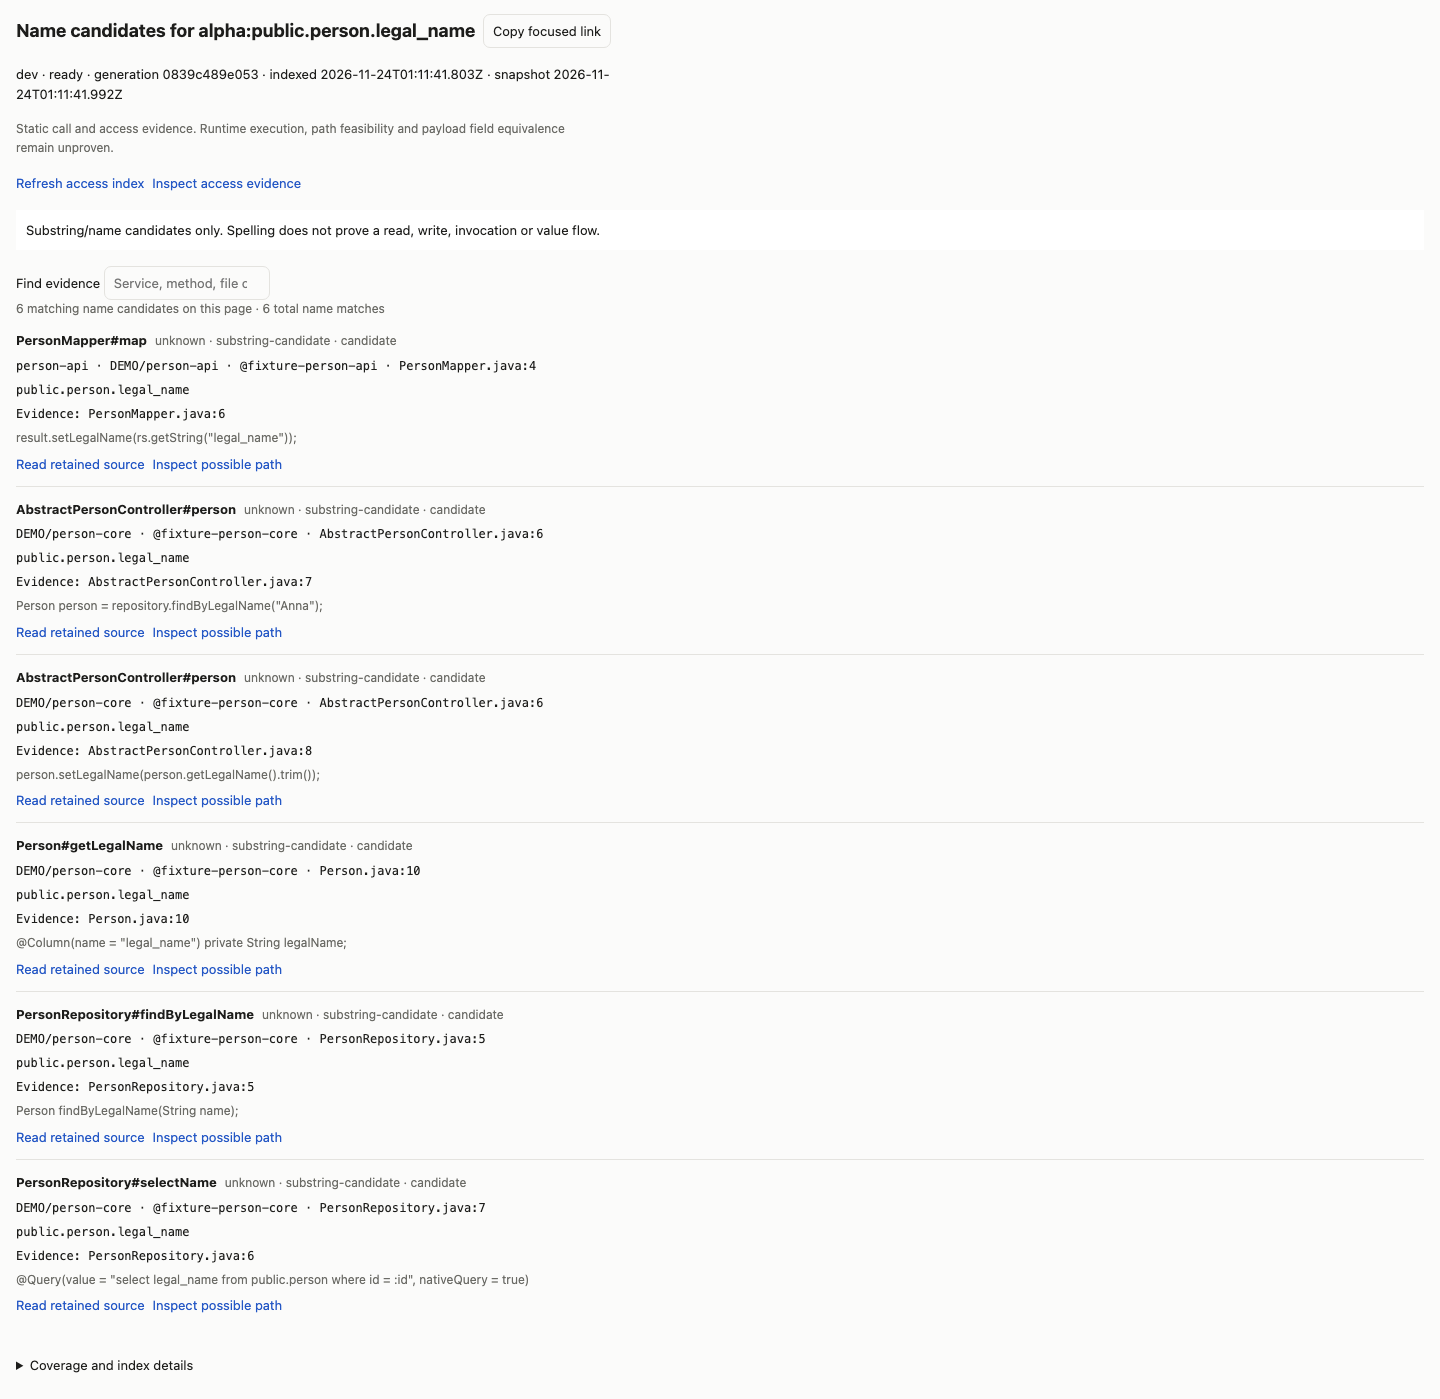 Name candidates for alpha:public.person.legal_name Copy focused link
dev · ready · generation 0839c489e053 · indexed 2026-11-24T01:11:41.803Z · snapshot 2026-11-
24T01:11:41.992Z
Static call and access evidence. Runtime execution, path feasibility and payload field equivalence
remain unproven.
Refresh access index Inspect access evidence
Substring/name candidates only. Spelling does not prove a read, write, invocation or value flow.
Find evidence Service, method, file c
6 matching name candidates on this page · 6 total name matches
PersonMapper#map unknown · substring-candidate · candidate
person-api · DEMO/person-api · @fixture-person-api · PersonMapper.java:4
public.person.legal_name
Evidence: PersonMapper.java:6
result.setLegalName(rs.getString("legal_name"));
Read retained source Inspect possible path
AbstractPersonController#person unknown · substring-candidate · candidate
DEMO/person-core · @fixture-person-core · AbstractPersonController.java:6
public.person.legal_name
Evidence: AbstractPersonController.java:7
Person person = repository.findByLegalName("Anna");
Read retained source Inspect possible path
AbstractPersonController#person unknown · substring-candidate · candidate
DEMO/person-core · @fixture-person-core · AbstractPersonController.java:6
public.person.legal_name
Evidence: AbstractPersonController.java:8
person.setLegalName(person.getLegalName().trim());
Read retained source Inspect possible path
Person#getLegalName unknown · substring-candidate · candidate
DEMO/person-core · @fixture-person-core · Person.java:10
public.person.legal_name
Evidence: Person.java:10
@Column(name = "legal_name") private String legalName;
Read retained source Inspect possible path
PersonRepository#findByLegalName unknown · substring-candidate · candidate
DEMO/person-core · @fixture-person-core · PersonRepository.java:5
public.person.legal_name
Evidence: PersonRepository.java:5
Person findByLegalName(String name);
Read retained source Inspect possible path
PersonRepository#selectName unknown · substring-candidate · candidate
DEMO/person-core · @fixture-person-core · PersonRepository.java:7
public.person.legal_name
Evidence: PersonRepository.java:6
@Query(value = "select legal_name from public.person where id = :id", nativeQuery = true)
Read retained source Inspect possible path
Coverage and index details